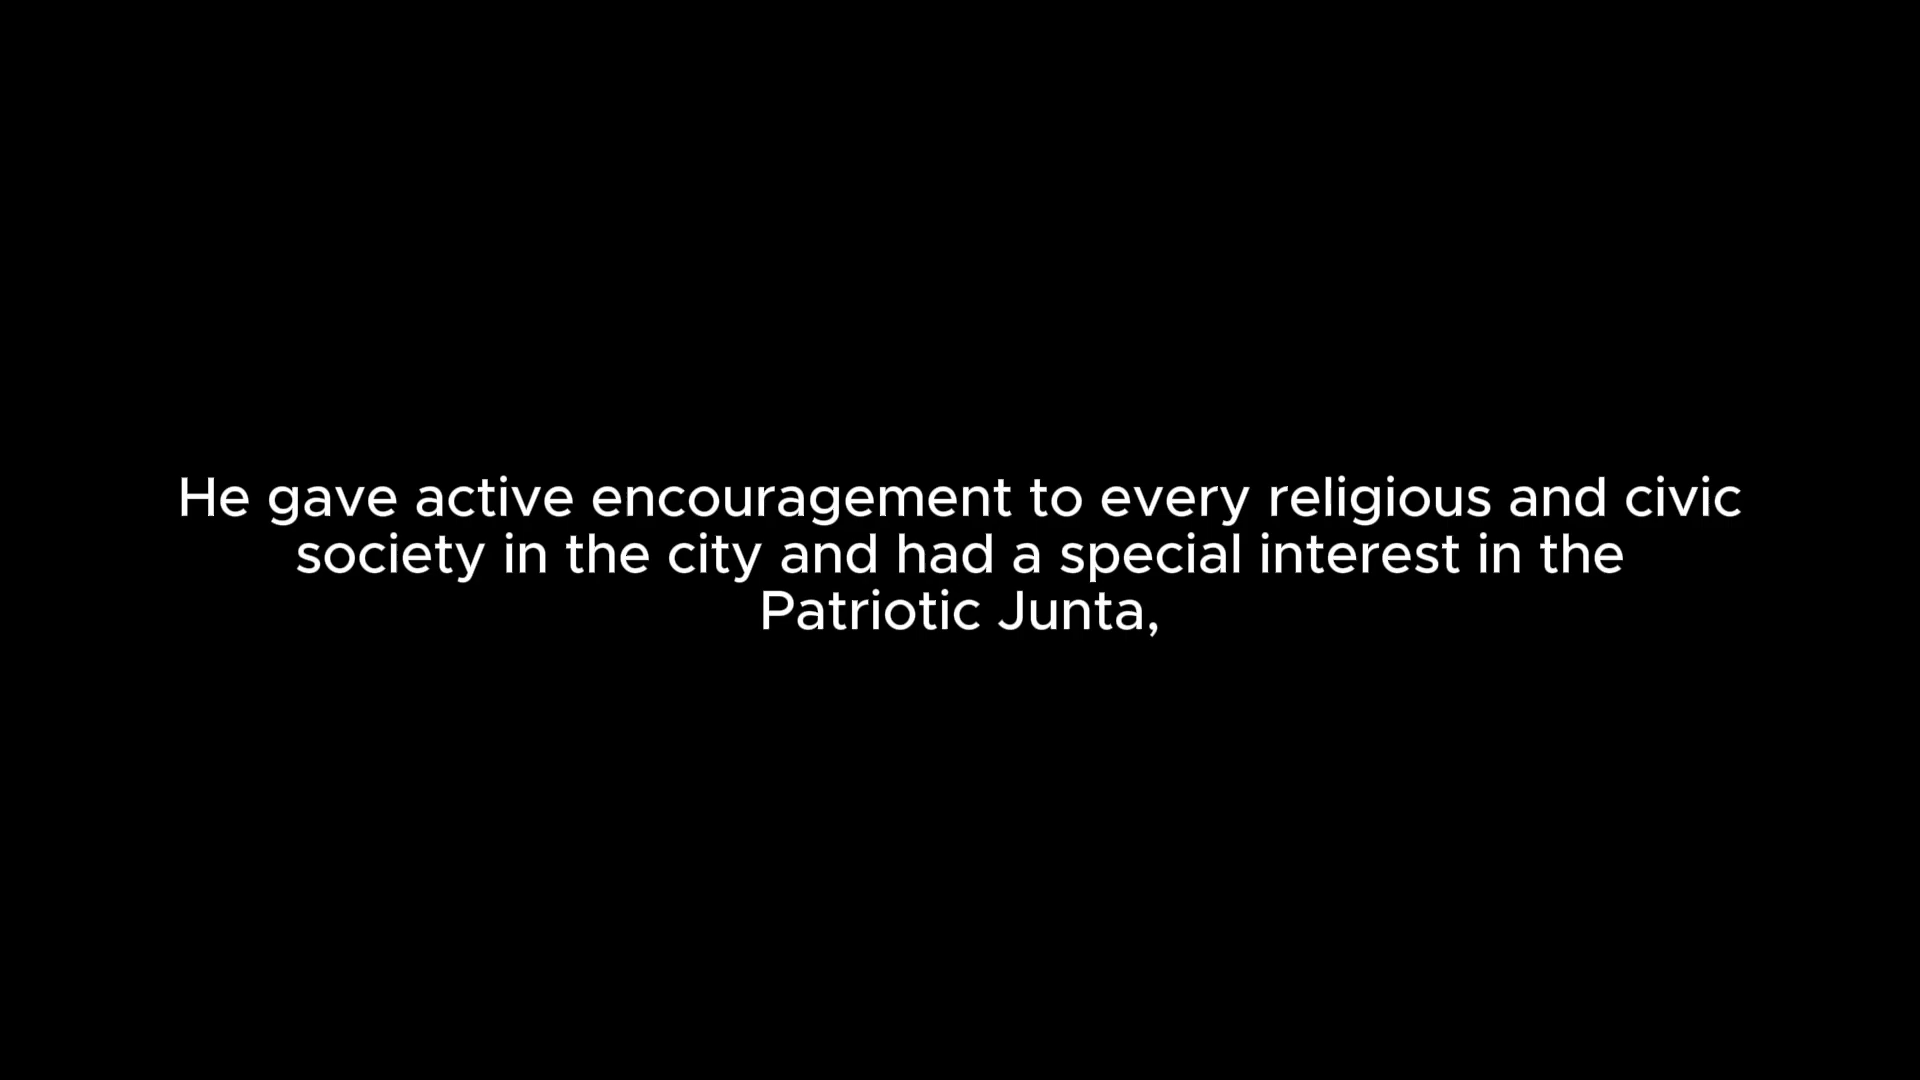 He gave active encouragement to every religious and civic
society in the city and had a special interest in the
Patriotic Junta,